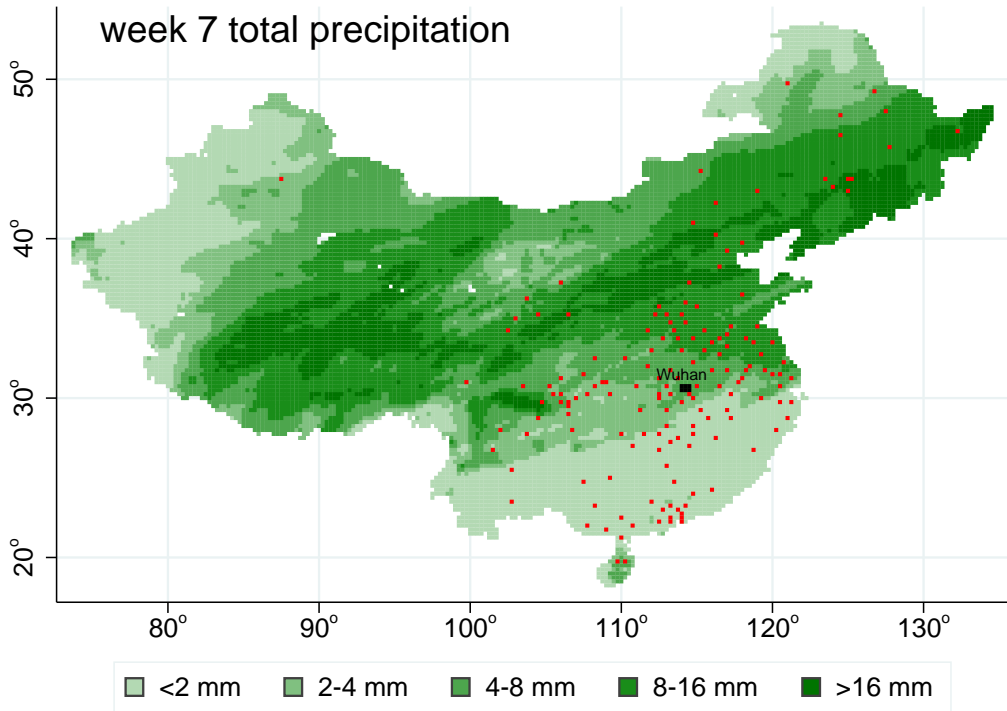 week 7 total precipitation
50°
40°
30°
20°
Wuhan
80° 90° 100° 110° 120° 130°
<2 mm 2-4 mm 4-8 mm 8-16 mm >16 mm